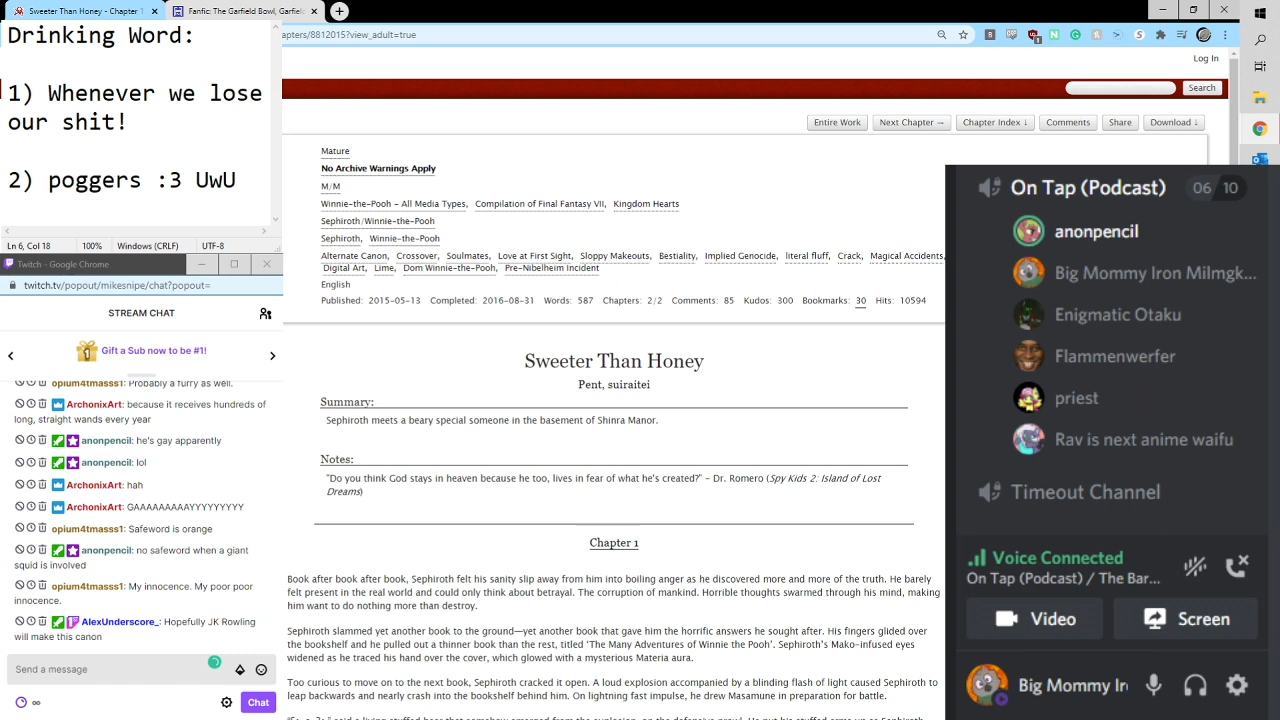 Sweeter Than Honey - Chapter 1
Fanfic: The Garfield Bowl, Garfiel
apters/8812015?view_adult=true
Drinking Word:
1) Whenever we lose
our shit!
2) poggers :3 UwU
Ln 6, Col 18
100%
Windows (CRLF)
UTF-8
Twitch - Google Chrome
twitch.tv/popout/mikesnipe/chat?popout=
STREAM CHAT
Gift a Sub now to be #1!
opium4tmasss1: Probably a furry as well.
ArchonixArt: because it receives hundreds of
long, straight wands every year
anonpencil: he's gay apparently
anonpencil: lol
ArchonixArt: hah
ArchonixArt: GAAAAAAAAYYYYYYYYY
opium4tmasss1: Safeword is orange
anonpencil: no safeword when a giant
squid is involved
opium4tmasss1: My innocence. My poor poor
innocence.
AlexUnderscore_: Hopefully JK Rowling
will make this canon
Send a message
∞
Chat
Log In
Search
Entire Work
Next Chapter →
Chapter Index ↓
Comments
Share
Download ↓
Mature
No Archive Warnings Apply
M/M
Winnie-the-Pooh - All Media Types, Compilation of Final Fantasy VII, Kingdom Hearts
Sephiroth/Winnie-the-Pooh
Sephiroth, Winnie-the-Pooh
Alternate Canon, Crossover, Soulmates, Love at First Sight, Sloppy Makeouts, Bestiality, Implied Genocide, literal fluff, Crack, Magical Accidents,
Digital Art, Lime, Dom Winnie-the-Pooh, Pre-Nibelheim Incident
English
Published: 2015-05-13 Completed: 2016-08-31 Words: 587 Chapters: 2/2 Comments: 85 Kudos: 300 Bookmarks: 30 Hits: 10594
Sweeter Than Honey
Pent, suiraitei
Summary:
Sephiroth meets a beary special someone in the basement of Shinra Manor.
Notes:
"Do you think God stays in heaven because he too, lives in fear of what he's created?" - Dr. Romero (Spy Kids 2: Island of Lost
Dreams)
Chapter 1
Book after book after book, Sephiroth felt his sanity slip away from him into boiling anger as he discovered more and more of the truth. He barely
felt present in the real world and could only think about betrayal. The corruption of mankind. Horrible thoughts swarmed through his mind, making
him want to do nothing more than destroy.
Sephiroth slammed yet another book to the ground—yet another book that gave him the horrific answers he sought after. His fingers glided over
the bookshelf and he pulled out a thinner book than the rest, titled 'The Many Adventures of Winnie the Pooh'. Sephiroth's Mako-infused eyes
widened as he traced his hand over the cover, which glowed with a mysterious Materia aura.
Too curious to move on to the next book, Sephiroth cracked it open. A loud explosion accompanied by a blinding flash of light caused Sephiroth to
leap backwards and nearly crash into the bookshelf behind him. On lightning fast impulse, he drew Masamune in preparation for battle.
On Tap (Podcast)
06 10
anonpencil
Big Mommy Iron Milmgk...
Enigmatic Otaku
Flammenwerfer
priest
Rav is next anime waifu
Timeout Channel
Voice Connected
On Tap (Podcast) / The Bar...
Video
Screen
Big Mommy Ir